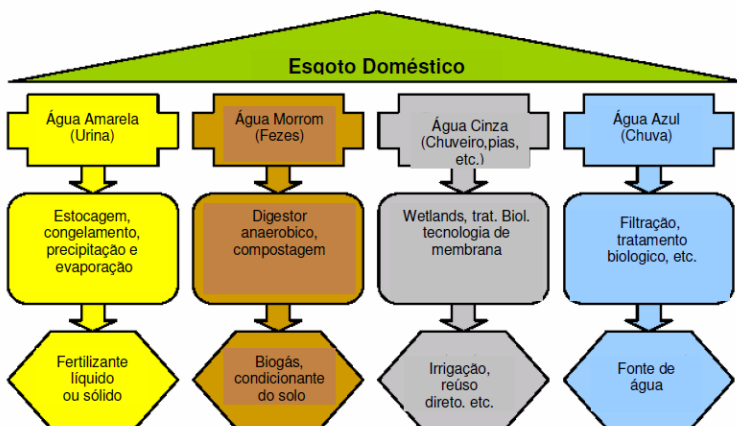 Esgoto Doméstico
Água Amarela
(Urina)
Água Morrom
(Fezes)
Água Cinza
(Chuveiro,pias,
etc.)
Água Azul
(Chuva)
Estocagem,
congelamento,
precipitação e
evaporação
Digestor
anaerobico,
compostagem
Wetlands, trat. Biol.
tecnologia de
membrana
Filtração,
tratamento
biologico, etc.
Fertilizante
líquido
ou sólido
Biogás,
condicionante
do solo
Irrigação,
reúso
direto. etc.
Fonte de
água